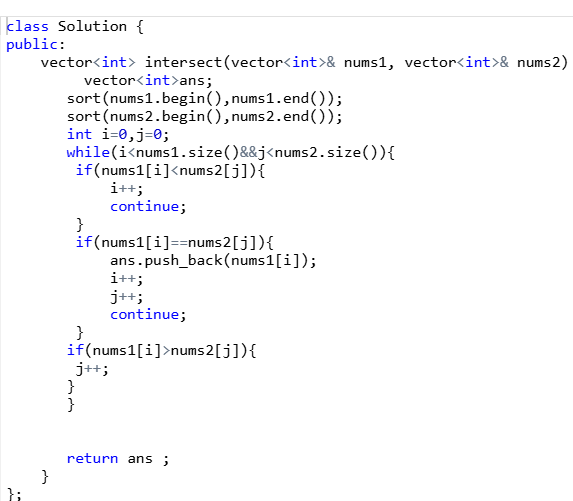 class Solution {
public:
    vector<int> intersect(vector<int>& nums1, vector<int>& nums2)
         vector<int>ans;
       sort(nums1.begin(),nums1.end());
       sort(nums2.begin(),nums2.end());
       int i=0,j=0;
       while(i<nums1.size()&&j<nums2.size()){
        if(nums1[i]<nums2[j]){
            i++;
            continue;
        }
        if(nums1[i]==nums2[j]){
            ans.push_back(nums1[i]);
            i++;
            j++;
            continue;
        }
       if(nums1[i]>nums2[j]){
        j++;
       }
       }
       return ans ;
    }
};